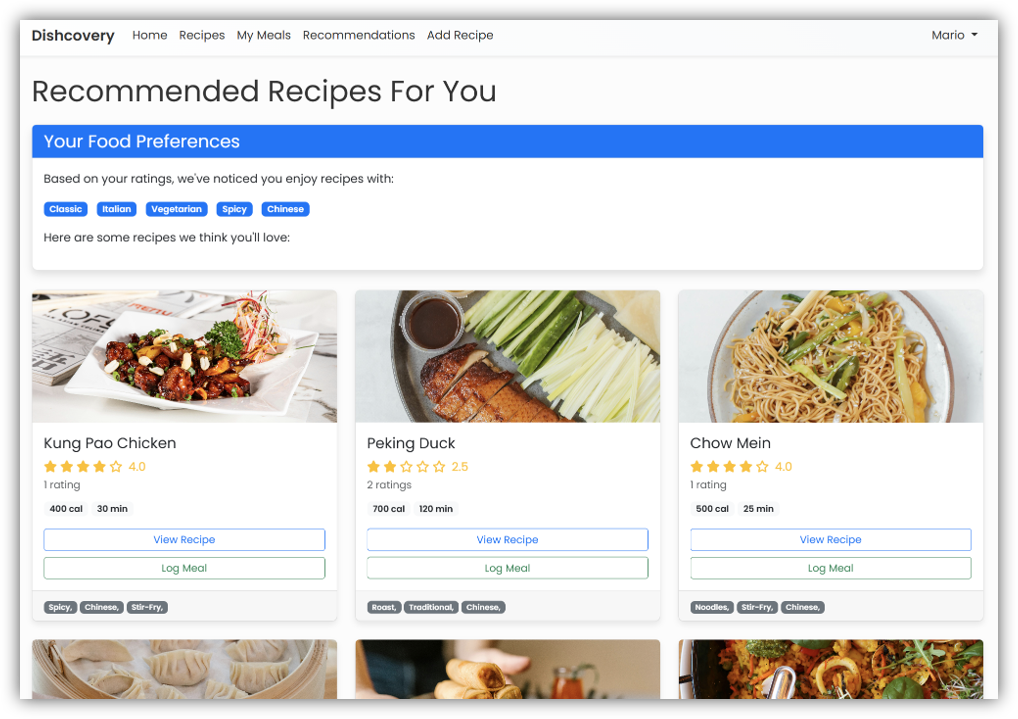 Dishcovery Home Recipes My Meals Recommendations Add Recipe Mario
Recommended Recipes For You
Your Food Preferences
Based on your ratings, we've noticed you enjoy recipes with:
Classic Italian Vegetarian Spicy Chinese
Here are some recipes we think you'll love:
MENU
Kung Pao Chicken
4.0
1 rating
400 cal 30 min
View Recipe
Log Meal
Spicy, Chinese, Stir-Fry,
Peking Duck
2.5
2 ratings
700 cal 120 min
View Recipe
Log Meal
Roast, Traditional, Chinese,
Chow Mein
4.0
1 rating
500 cal 25 min
View Recipe
Log Meal
Noodles, Stir-Fry, Chinese,